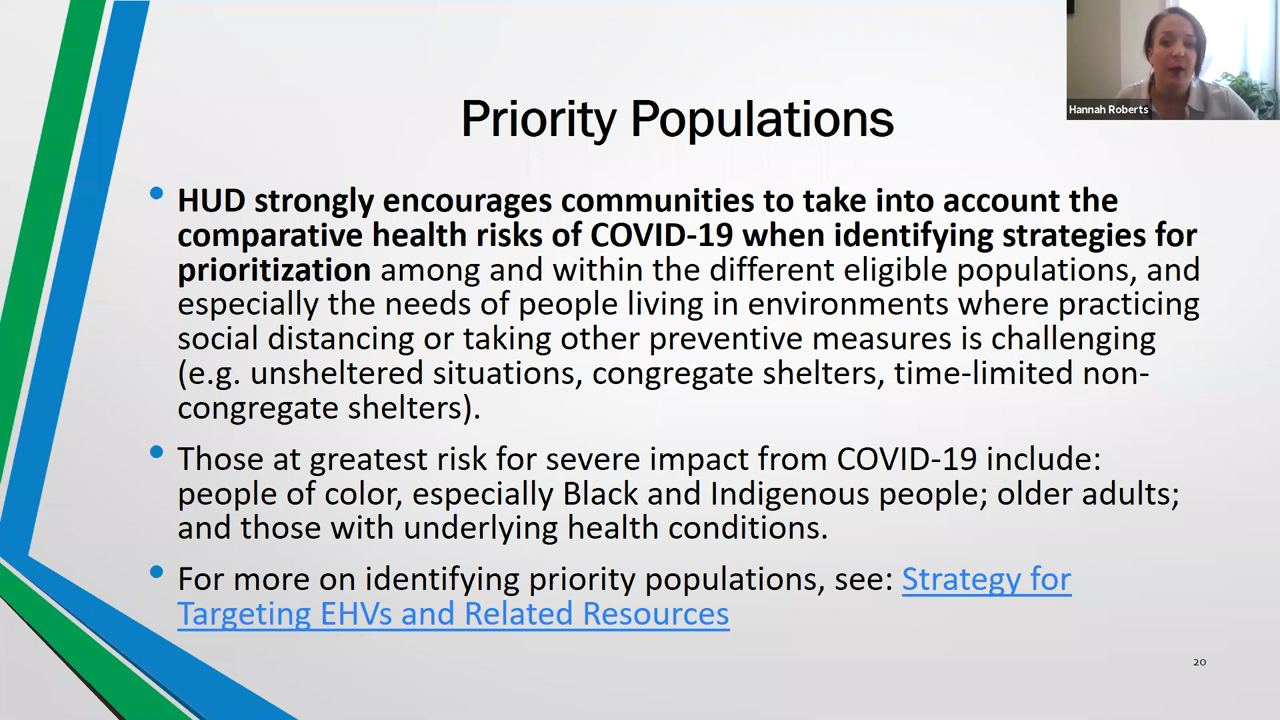 Hannah Roberts
Priority Populations
• HUD strongly encourages communities to take into account the
comparative health risks of COVID-19 when identifying strategies for
prioritization among and within the different eligible populations, and
especially the needs of people living in environments where practicing
social distancing or taking other preventive measures is challenging
(e.g. unsheltered situations, congregate shelters, time-limited non-
congregate shelters).
• Those at greatest risk for severe impact from COVID-19 include:
people of color, especially Black and Indigenous people; older adults;
and those with underlying health conditions.
• For more on identifying priority populations, see: Strategy for
Targeting EHVs and Related Resources
20